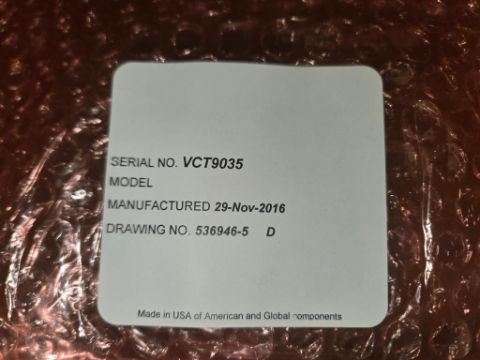 SERIAL NO. VCT9035
MODEL
MANUFACTURED 29-Nov-2016
DRAWING NO. 536946-5 D
Made in USA of American and Global components